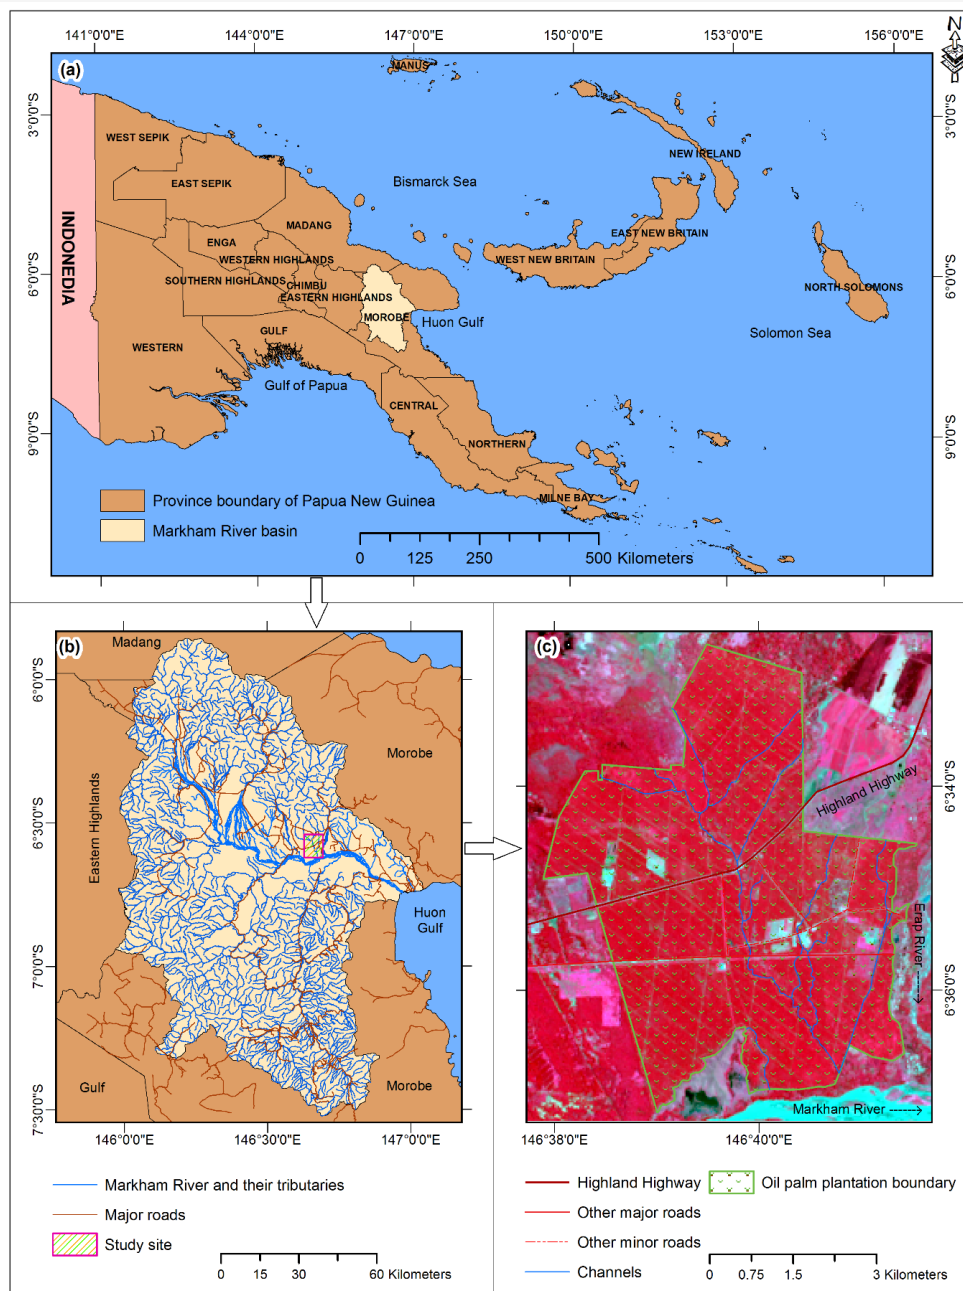 N
141°0'0"E 144°0'0"E 147°0'0"E 150°0'0"E 153°0'0"E 156°0'0"E
(a)
3°0'0"S
6°0'0"S
9°0'0"S
3°0'0"S
6°0'0"S
9°0'0"S
MANUS
WEST SEPIK
NEW IRELAND
EAST SEPIK
Bismarck Sea
INDONEDIA
MADANG
EAST NEW BRITAIN
ENGA
WESTERN HIGHLANDS
WEST NEW BRITAIN
SOUTHERN HIGHLANDS
CHIMBU
NORTH SOLOMONS
EASTERN HIGHLANDS
MOROBE
Huon Gulf
GULF
Solomon Sea
WESTERN
Gulf of Papua
CENTRAL
NORTHERN
MILNE BAY
Province boundary of Papua New Guinea
Markham River basin
0 125 250 500 Kilometers
(b)
Madang
6°0'0"S
6°30'0"S
7°0'0"S
7°30'0"S
Morobe
Eastern Highlands
Huon
Gulf
Gulf
Morobe
146°0'0"E 146°30'0"E 147°0'0"E
Markham River and their tributaries
Major roads
Study site
0 15 30 60 Kilometers
(c)
Highland Highway
6°34'0"S
Erap River
6°36'0"S
Markham River
146°38'0"E 146°40'0"E
Highland Highway
Oil palm plantation boundary
Other major roads
Other minor roads
Channels
0 0.75 1.5 3 Kilometers